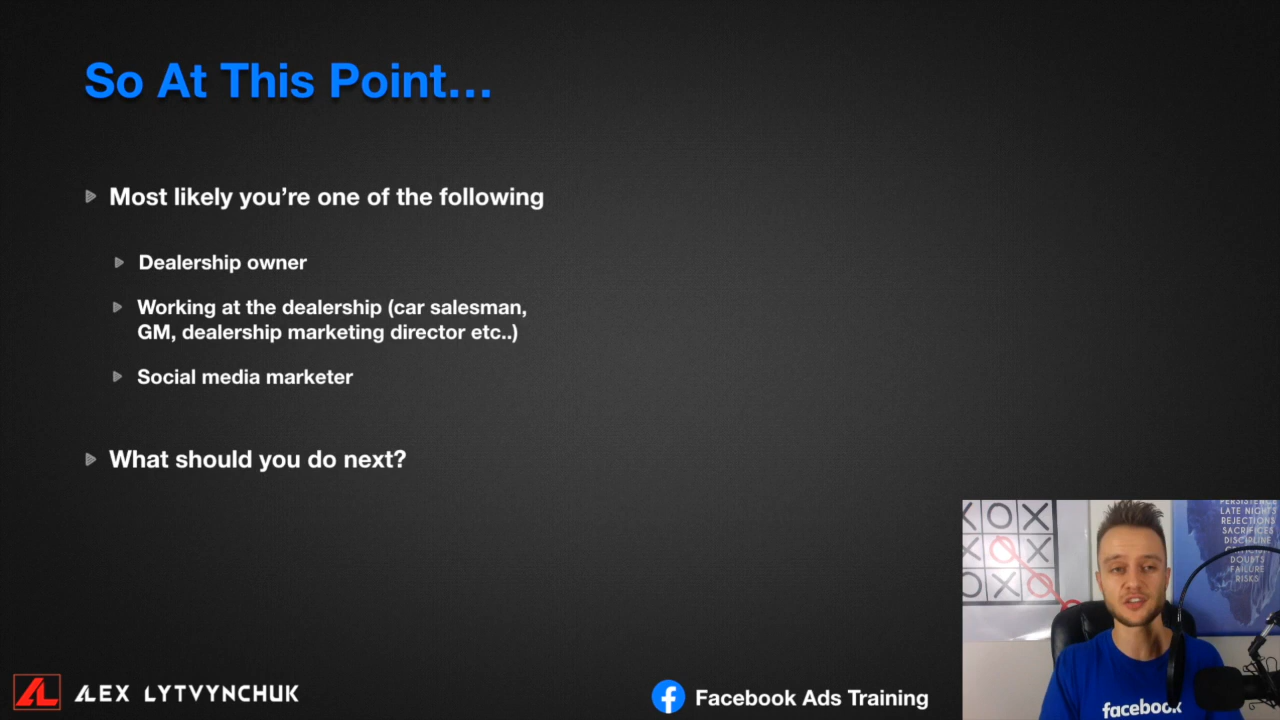 So At This Point...
Most likely you're one of the following
Dealership owner
Working at the dealership (car salesman,
GM, dealership marketing director etc..)
Social media marketer
What should you do next?
PERSISTENCE
LATE NIGHTS
REJECTIONS
SACRIFICES
DISCIPLINE
DOUBTS
FAILURE
RISKS
X O X
X O X
O X O
facebook
ALEX LYTVYNCHUK
Facebook Ads Training